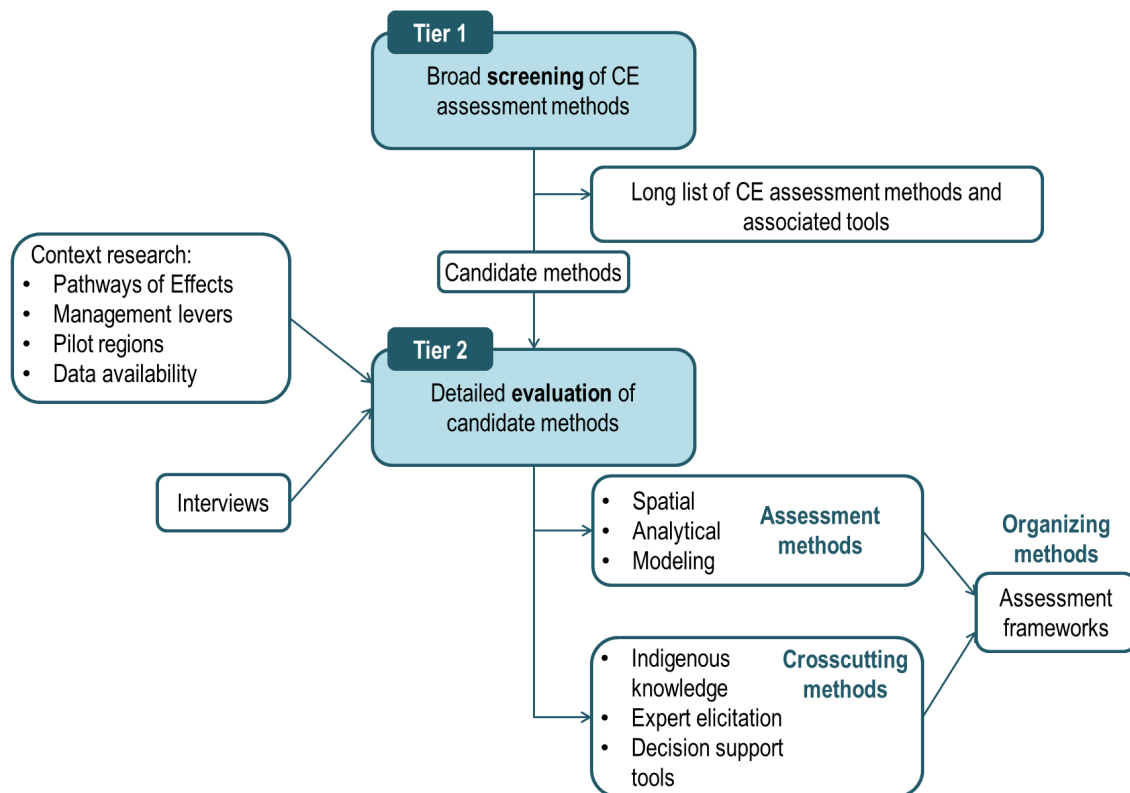 Tier 1
Broad screening of CE
assessment methods
Long list of CE assessment methods and
associated tools
Candidate methods
Context research:
• Pathways of Effects
• Management levers
• Pilot regions
• Data availability
Tier 2
Detailed evaluation of
candidate methods
Interviews
• Spatial
• Analytical
• Modeling
Assessment
methods
Organizing
methods
Assessment
frameworks
• Indigenous
knowledge
• Expert elicitation
• Decision support
tools
Crosscutting
methods